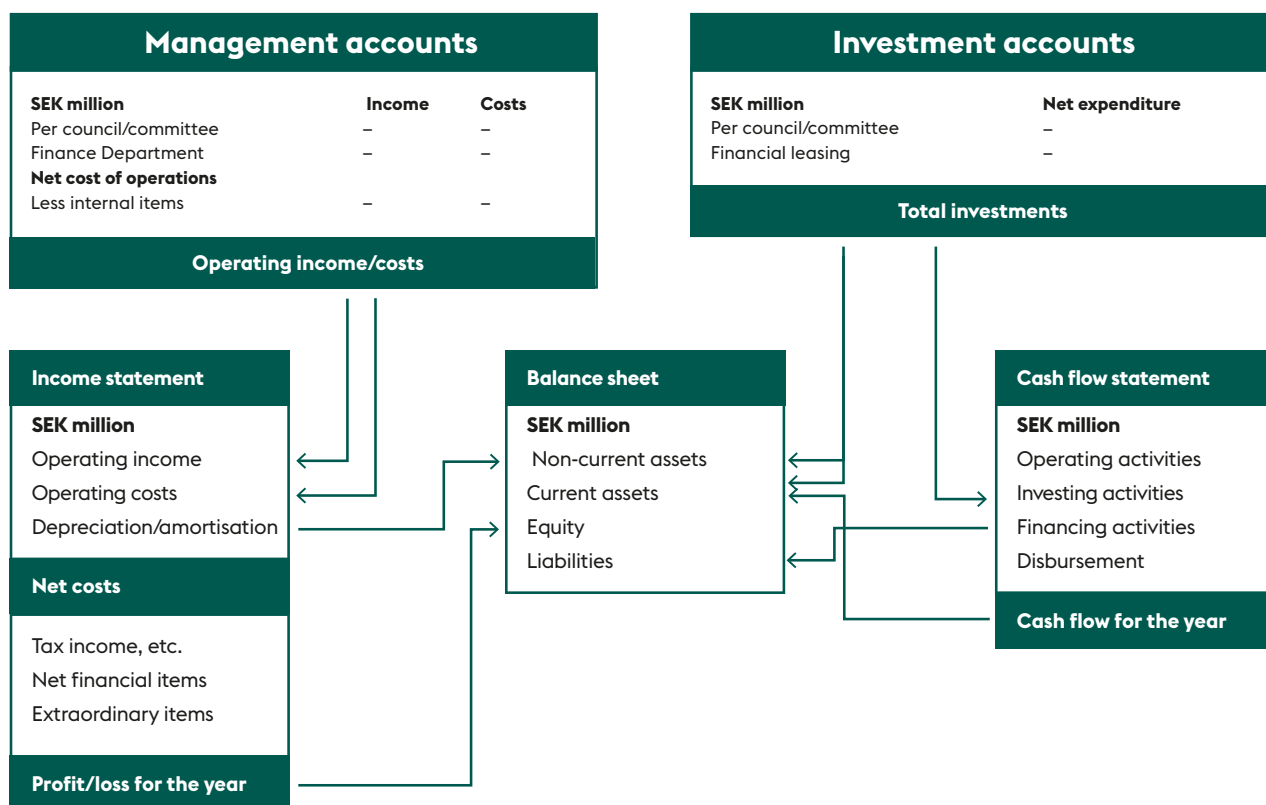 Management accounts
SEK million Income Costs
Per council/committee – –
Finance Department – –
Net cost of operations
Less internal items – –
Operating income/costs
Investment accounts
SEK million Net expenditure
Per council/committee –
Financial leasing –
Total investments
Income statement
SEK million
Operating income
Operating costs
Depreciation/amortisation
Net costs
Tax income, etc.
Net financial items
Extraordinary items
Profit/loss for the year
Balance sheet
SEK million
Non-current assets
Current assets
Equity
Liabilities
Cash flow statement
SEK million
Operating activities
Investing activities
Financing activities
Disbursement
Cash flow for the year